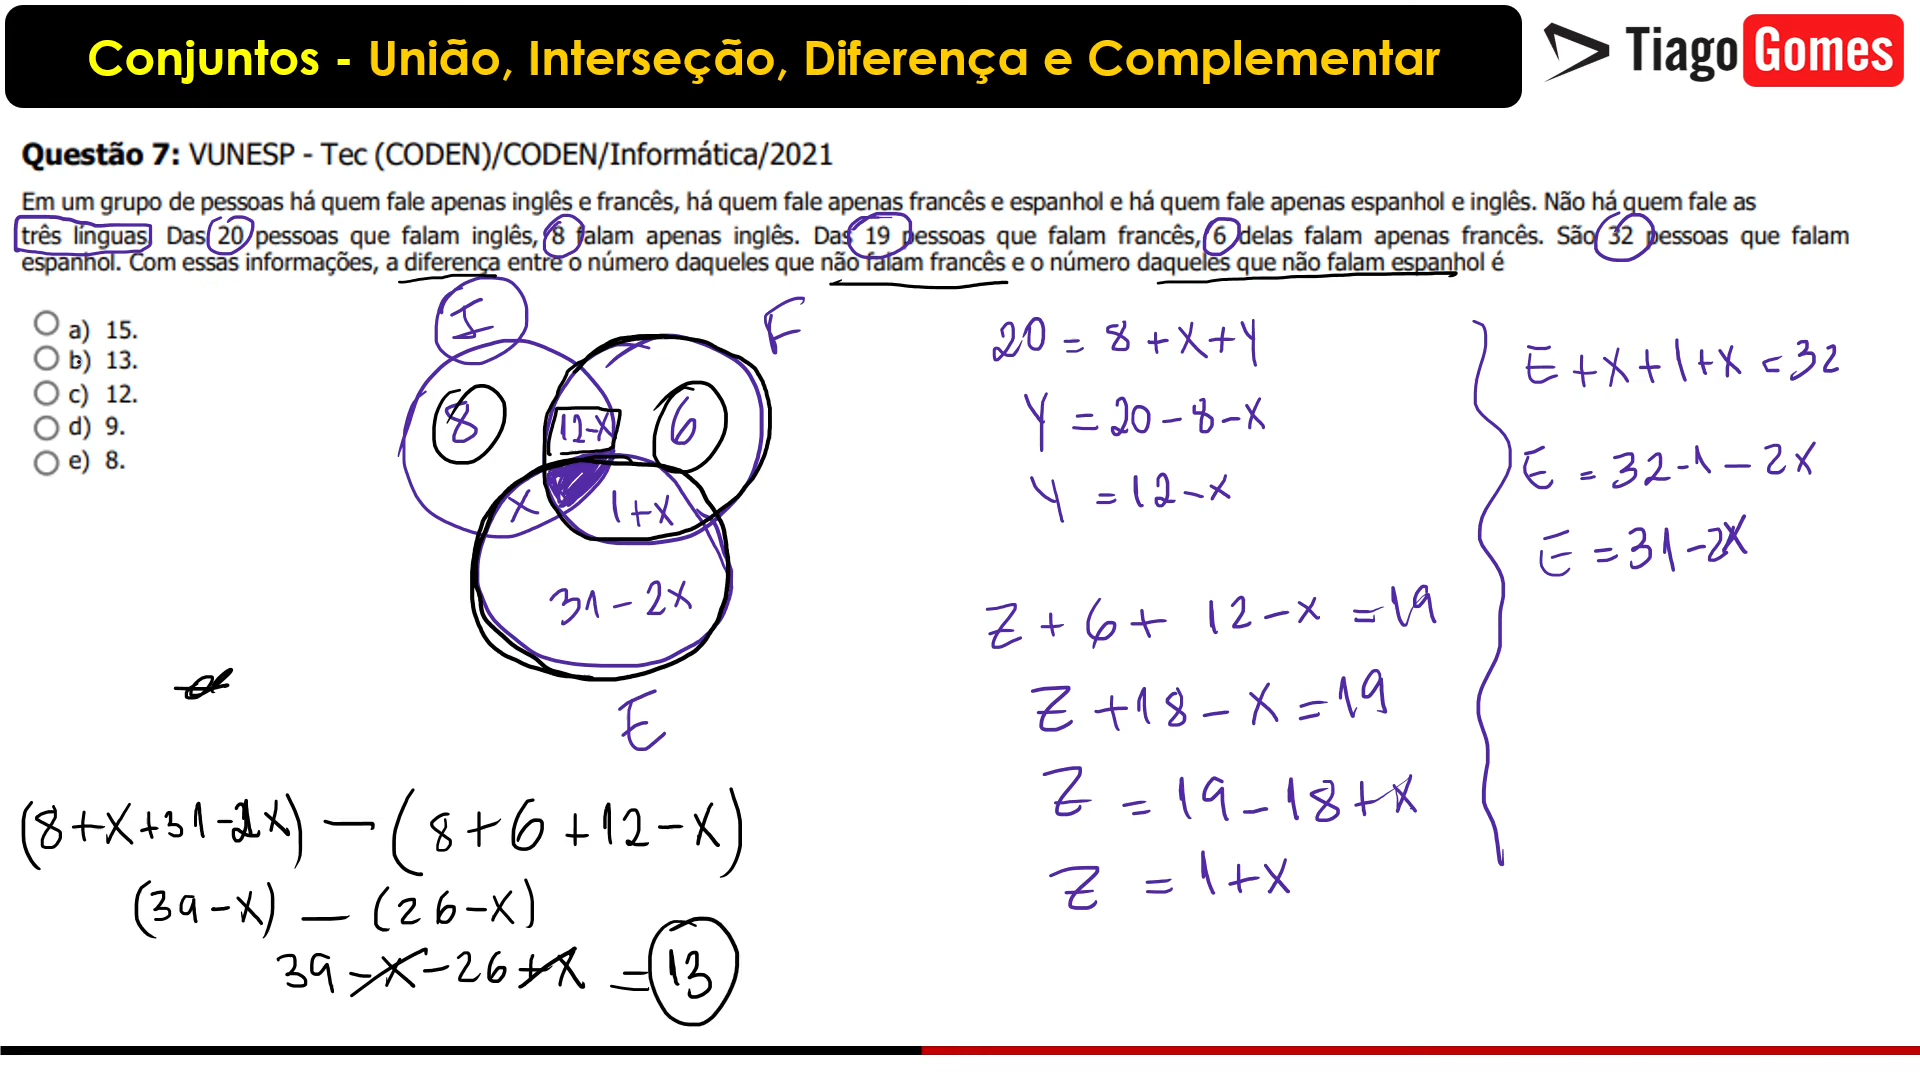 Conjuntos - União, Interseção, Diferença e Complementar
Tiago Gomes
Questão 7: VUNESP - Tec (CODEN)/CODEN/Informática/2021
Em um grupo de pessoas há quem fale apenas inglês e francês, há quem fale apenas francês e espanhol e há quem fale apenas espanhol e inglês. Não há quem fale as
três línguas. Das 20 pessoas que falam inglês, 8 falam apenas inglês. Das 19 pessoas que falam francês, 6 delas falam apenas francês. São 32 pessoas que falam
espanhol. Com essas informações, a diferença entre o número daqueles que não falam francês e o número daqueles que não falam espanhol é
a) 15.
b) 13.
c) 12.
d) 9.
e) 8.
I
F
8
12-x
6
x
1+x
31-2x
E
(8+x+31-2x) - (8+6+12-x)
(39-x) - (26-x)
39-x-26+x = 13
20 = 8+x+y
y = 20-8-x
y = 12-x
Z + 6 + 12-x = 19
Z + 18 - x = 19
Z = 19-18+x
Z = 1+x
E+x+1+x = 32
E = 32-1-2x
E = 31-2x